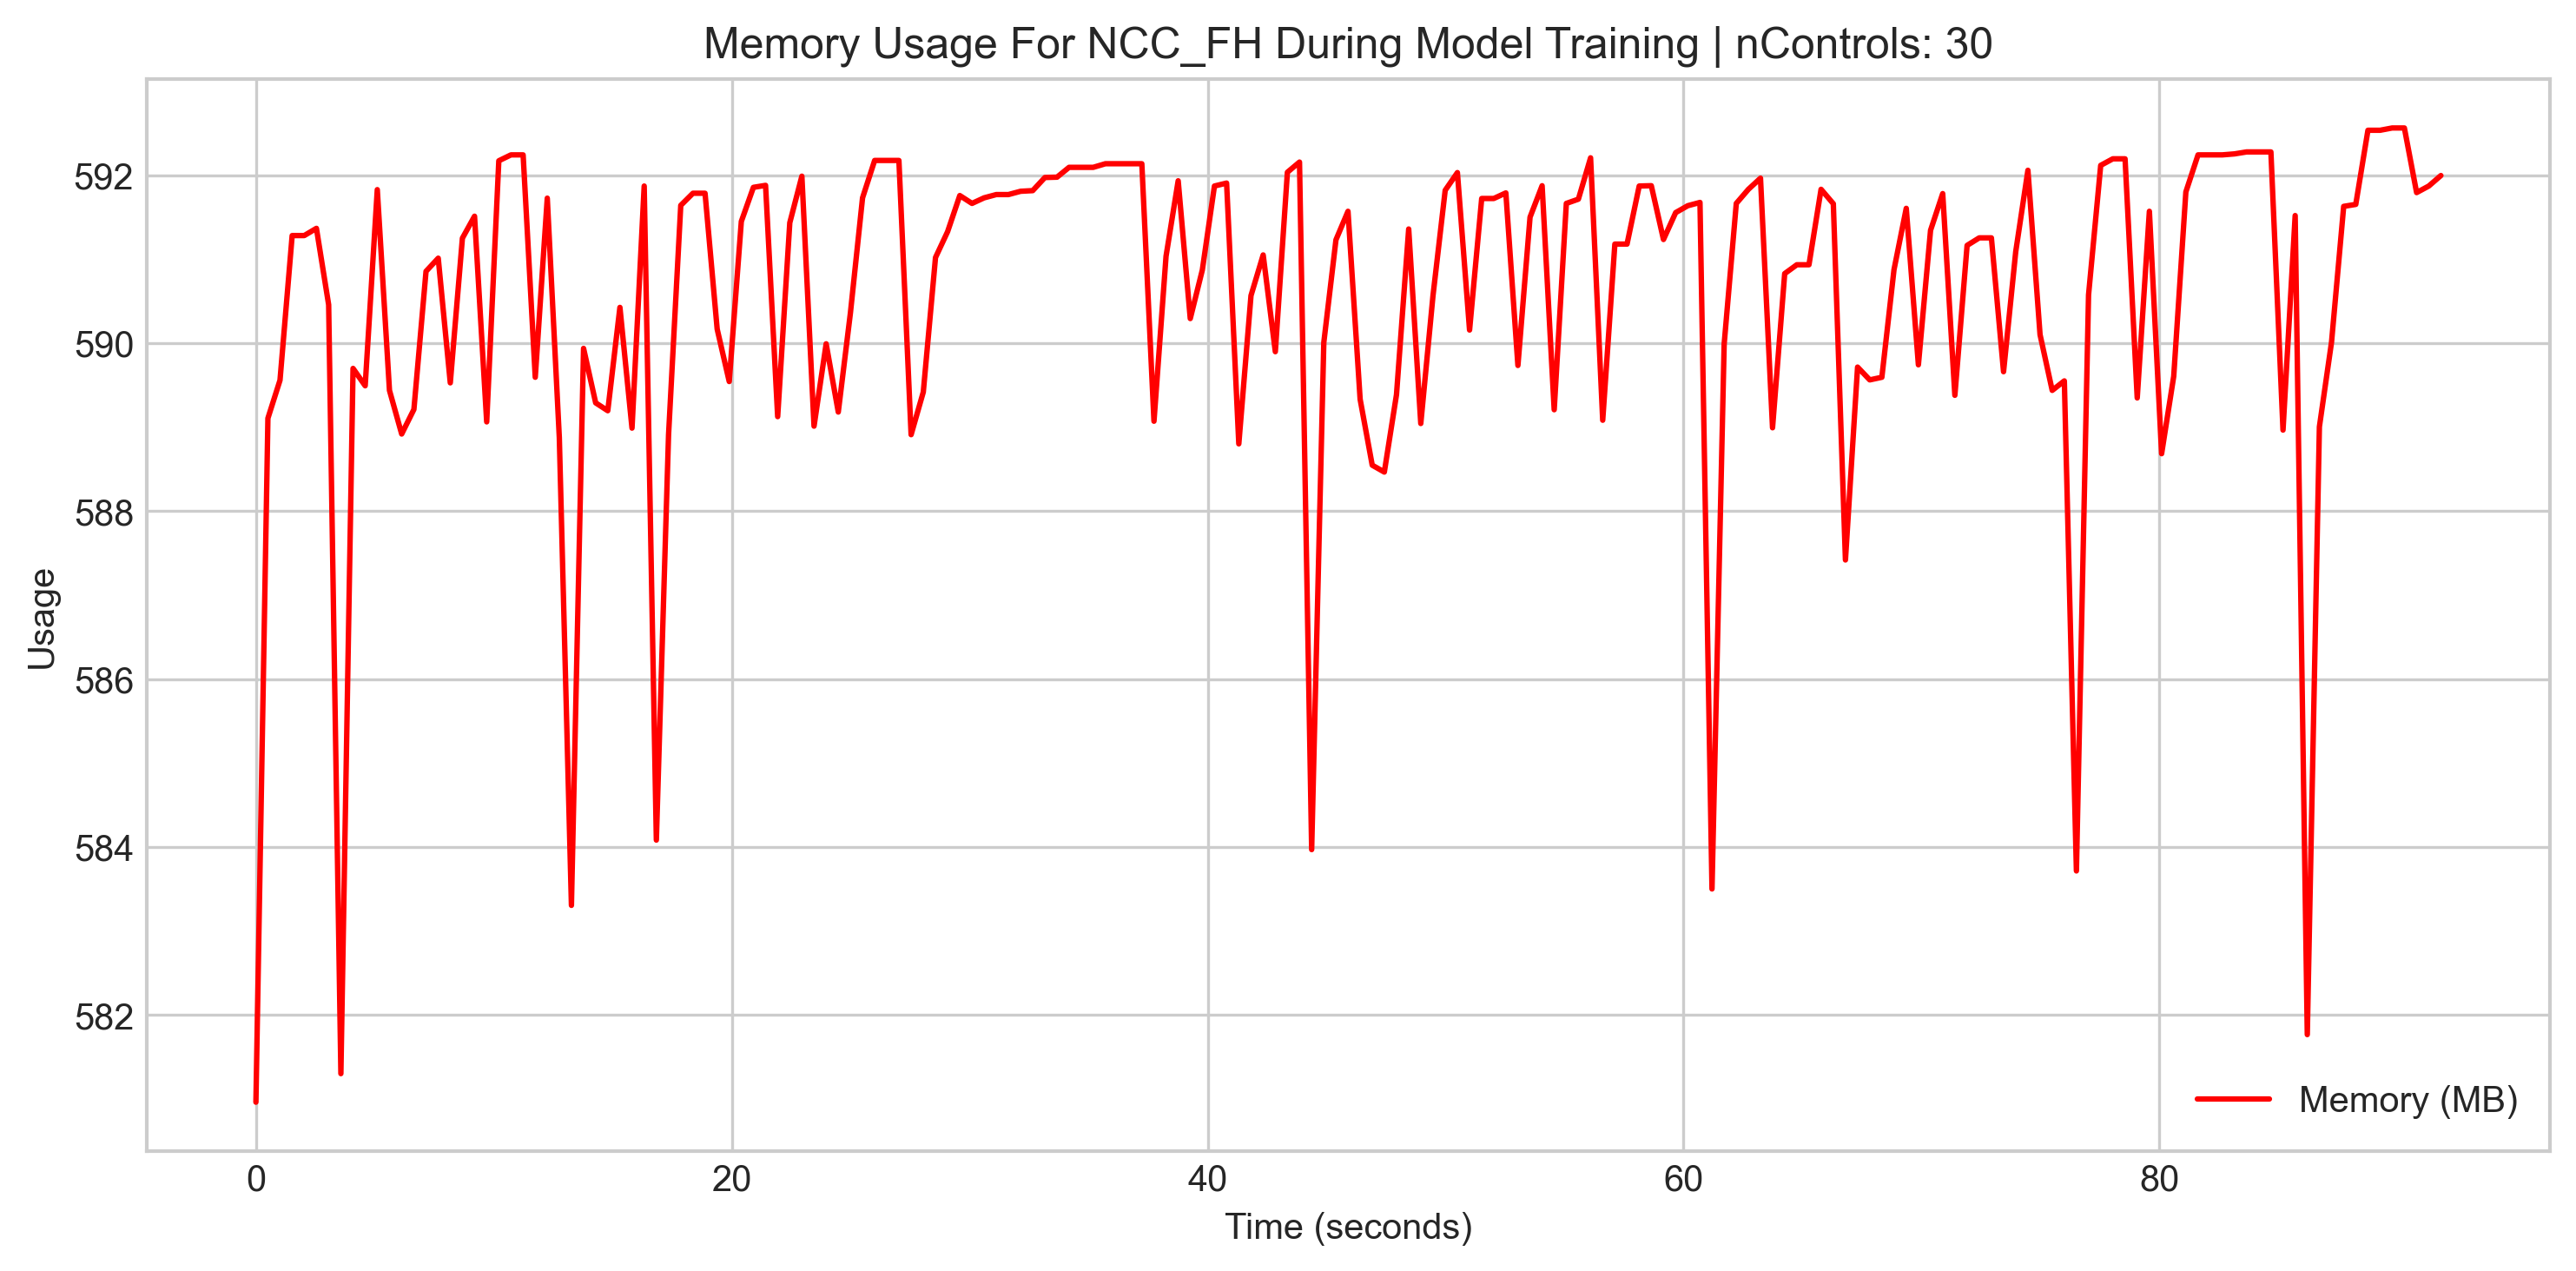 Memory Usage For NCC_FH During Model Training | nControls: 30
592
590
588
586
584
582
Usage
Memory (MB)
0 20 40 60 80
Time (seconds)